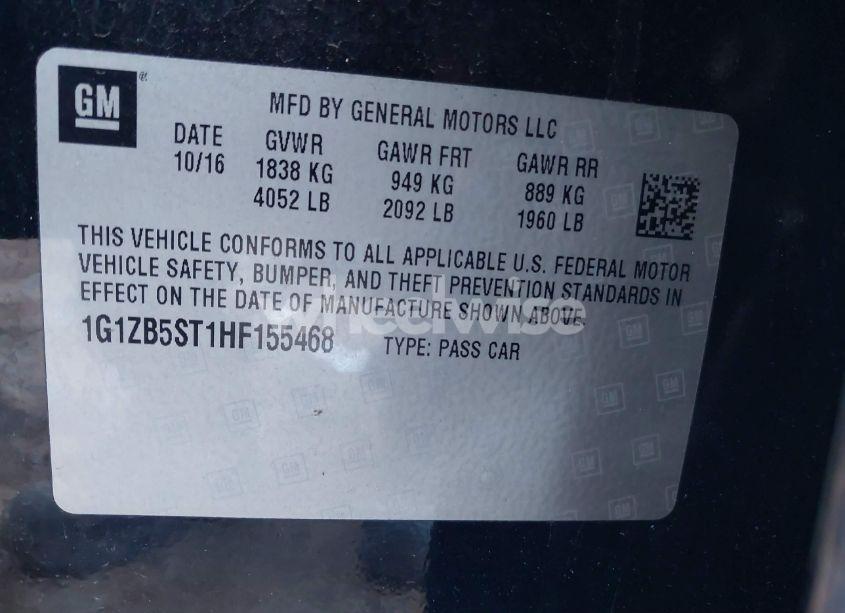 GM
MFD BY GENERAL MOTORS LLC
DATE GVWR GAWR FRT GAWR RR
10/16 1838 KG 949 KG 889 KG
4052 LB 2092 LB 1960 LB
THIS VEHICLE CONFORMS TO ALL APPLICABLE U.S. FEDERAL MOTOR
VEHICLE SAFETY, BUMPER, AND THEFT PREVENTION STANDARDS IN
EFFECT ON THE DATE OF MANUFACTURE SHOWN ABOVE.
wheelwise
1G1ZB5ST1HF155468 TYPE: PASS CAR